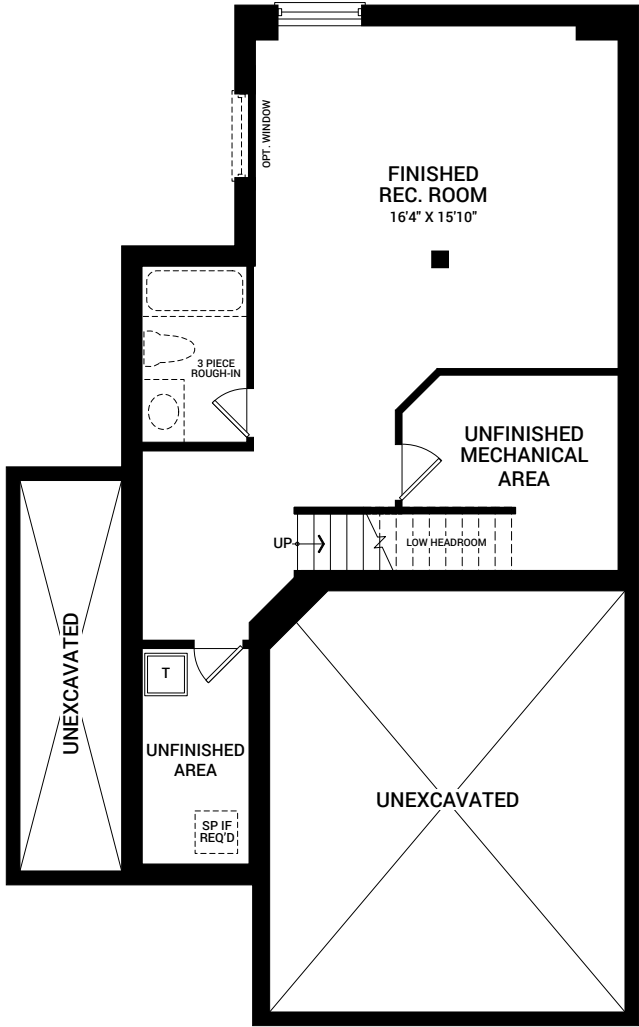 OPT. WINDOW
FINISHED
REC. ROOM
16'4" X 15'10"
3 PIECE
ROUGH-IN
UNFINISHED
MECHANICAL
AREA
UP
LOW HEADROOM
UNEXCAVATED
T
UNFINISHED
AREA
SP IF
REQ'D
UNEXCAVATED